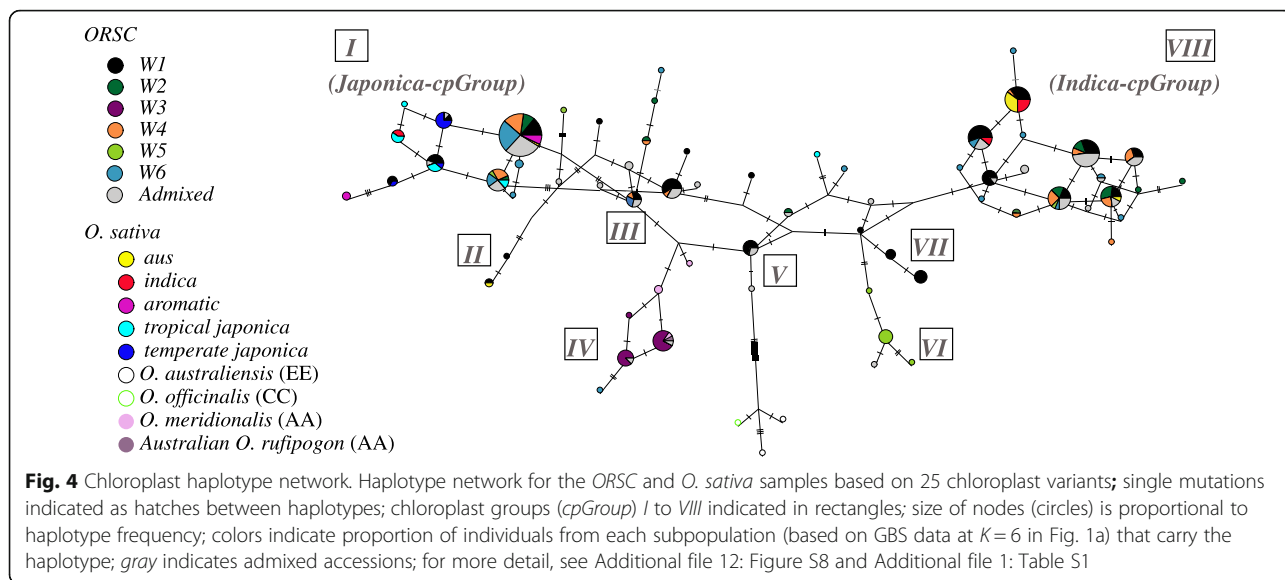 ORSC
W1
W2
W3
W4
W5
W6
Admixed
O. sativa
aus
indica
aromatic
tropical japonica
temperate japonica
O. australiensis (EE)
O. officinalis (CC)
O. meridionalis (AA)
Australian O. rufipogon (AA)
I
(Japonica-cpGroup)
VIII
(Indica-cpGroup)
II
III
IV
V
VI
VII
Fig. 4 Chloroplast haplotype network. Haplotype network for the ORSC and O. sativa samples based on 25 chloroplast variants; single mutations
indicated as hatches between haplotypes; chloroplast groups (cpGroup) I to VIII indicated in rectangles; size of nodes (circles) is proportional to
haplotype frequency; colors indicate proportion of individuals from each subpopulation (based on GBS data at K = 6 in Fig. 1a) that carry the
haplotype; gray indicates admixed accessions; for more detail, see Additional file 12: Figure S8 and Additional file 1: Table S1